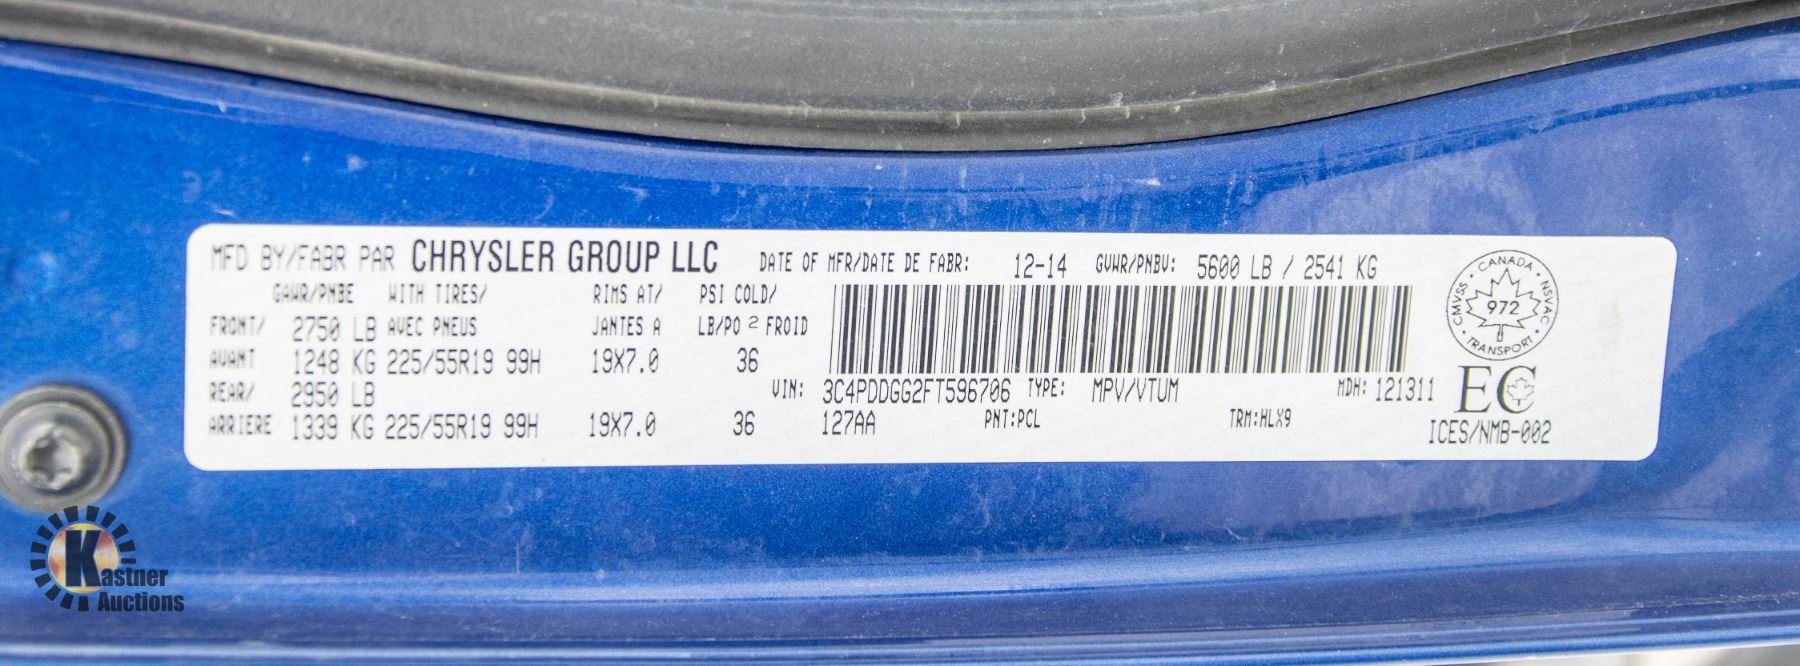 MFD BY/FABR PAR CHRYSLER GROUP LLC DATE OF MFR/DATE DE FABR: 12-14 GVWR/PNBV: 5600 LB / 2541 KG
GAWR/PNBE WITH TIRES/ RIMS AT/ PSI COLD/
FRONT/ 2750 LB AVEC PNEUS JANTES A LB/PO 2 FROID
AVANT 1248 KG 225/55R19 99H 19X7.0 36
REAR/ 2950 LB VIN: 3C4PDDGG2FT596706 TYPE: MPV/VTUM MDH: 121311
ARRIERE 1339 KG 225/55R19 99H 19X7.0 36 127AA PNT:PCL TRM:HLX9
CANADA
CMVSS 972 NSVAC
TRANSPORT
EC
ICES/NMB-002
Kastner
Auctions